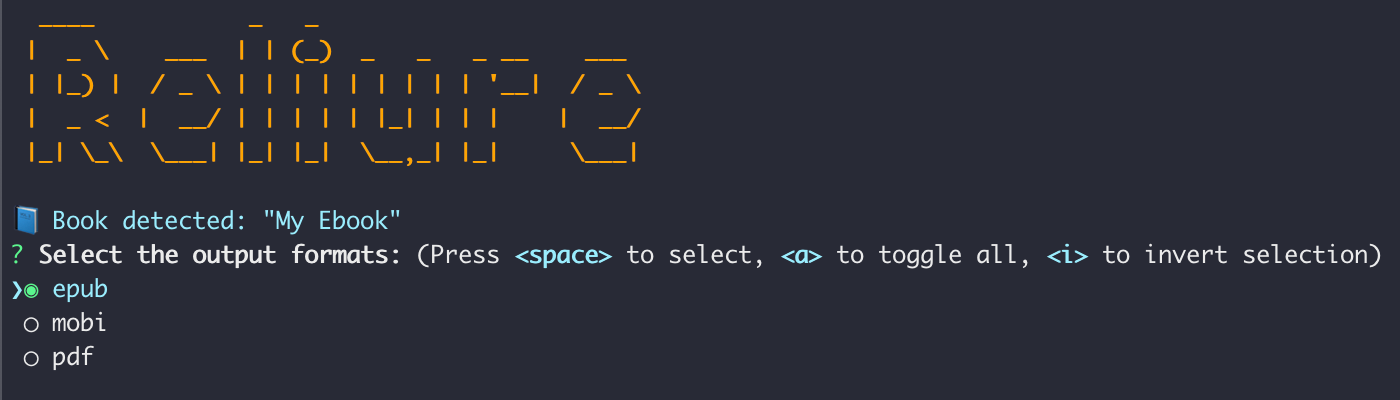 Reliure
📘 Book detected: "My Ebook"
? Select the output formats: (Press <space> to select, <a> to toggle all, <i> to invert selection)
❯◉ epub
◯ mobi
◯ pdf